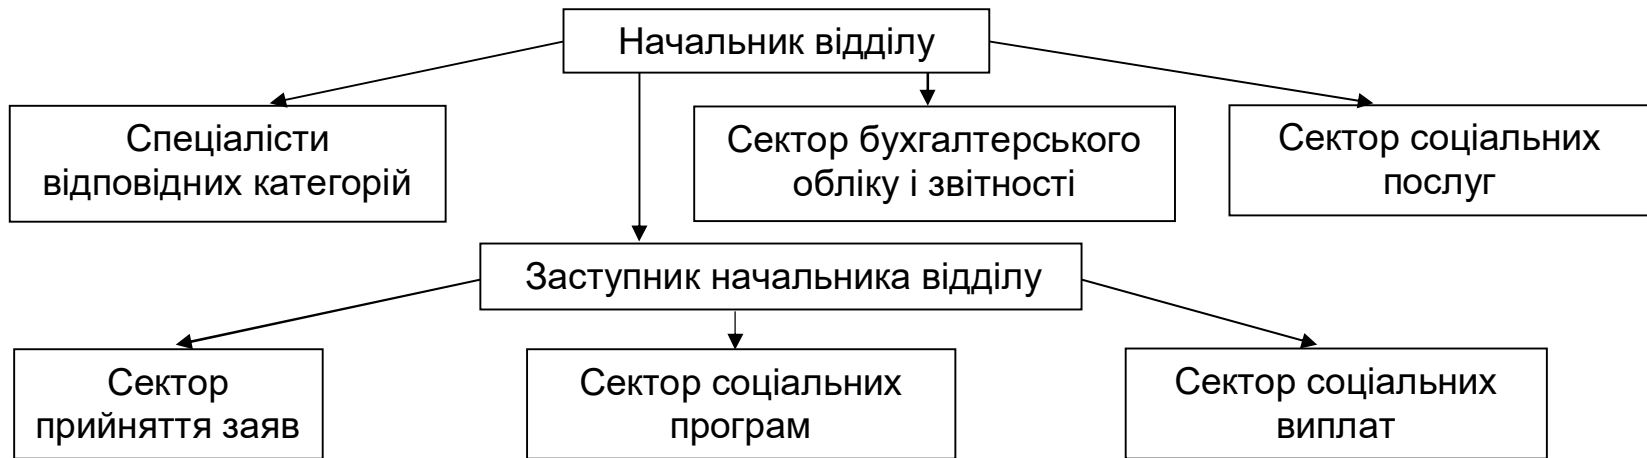 Начальник відділу
Спеціалісти
відповідних категорій
Сектор бухгалтерського
обліку і звітності
Сектор соціальних
послуг
Заступник начальника відділу
Сектор
прийняття заяв
Сектор соціальних
програм
Сектор соціальних
виплат